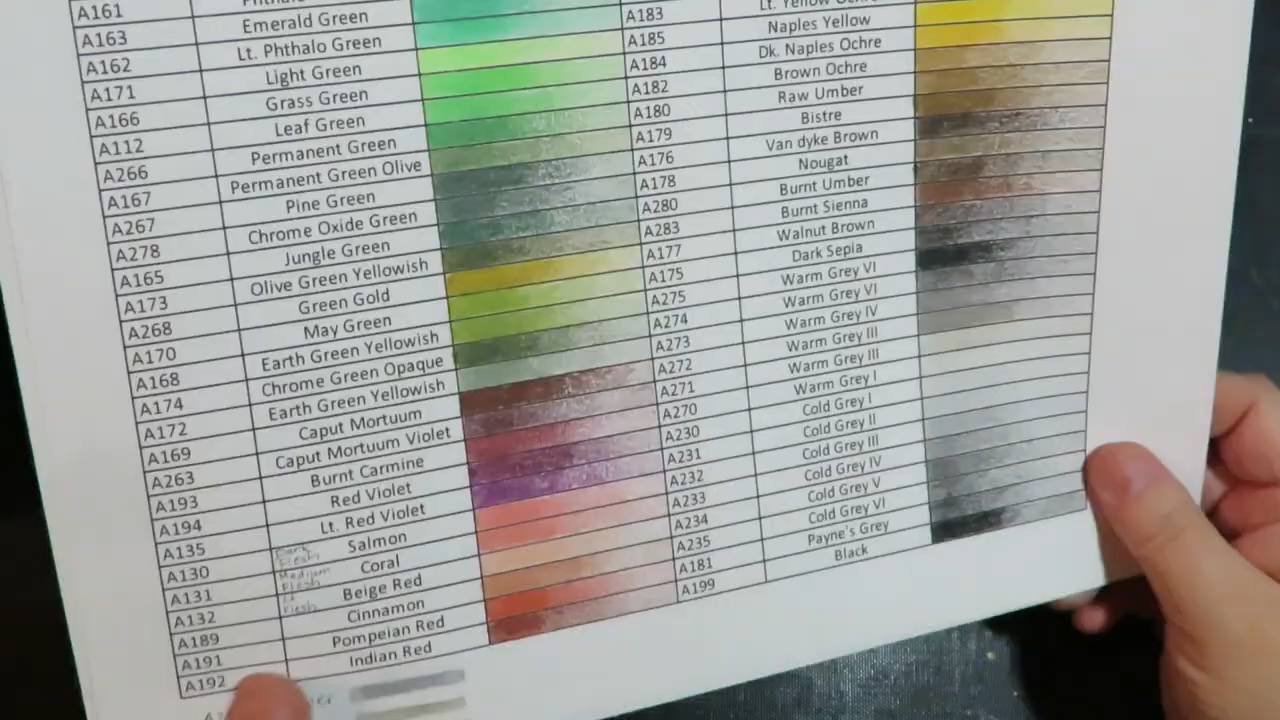 A161
A163 Emerald Green
A162 Lt. Phthalo Green
A171 Light Green
A166 Grass Green
A112 Leaf Green
A266 Permanent Green
A167 Permanent Green Olive
A267 Pine Green
A278 Chrome Oxide Green
A165 Jungle Green
A173 Olive Green Yellowish
A268 Green Gold
A170 May Green
A168 Earth Green Yellowish
A174 Chrome Green Opaque
A172 Earth Green Yellowish
A169 Caput Mortuum
A263 Caput Mortuum Violet
A193 Burnt Carmine
A194 Red Violet
A135 Lt. Red Violet
A130 Dark Flesh Salmon
A131 Medium Flesh Coral
A132 Lt Flesh Beige Red
A189 Cinnamon
A191 Pompeian Red
A192 Indian Red
A183 Lt. Yellow Ochre
A185 Naples Yellow
A184 Dk. Naples Ochre
A182 Brown Ochre
A180 Raw Umber
A179 Bistre
A176 Van dyke Brown
A178 Nougat
A280 Burnt Umber
A283 Burnt Sienna
A177 Walnut Brown
A175 Dark Sepia
A275 Warm Grey VI
A274 Warm Grey VI
A273 Warm Grey IV
A272 Warm Grey III
A271 Warm Grey III
A270 Warm Grey I
A230 Cold Grey I
A231 Cold Grey II
A232 Cold Grey III
A233 Cold Grey IV
A234 Cold Grey V
A235 Cold Grey VI
A181 Payne's Grey
A199 Black